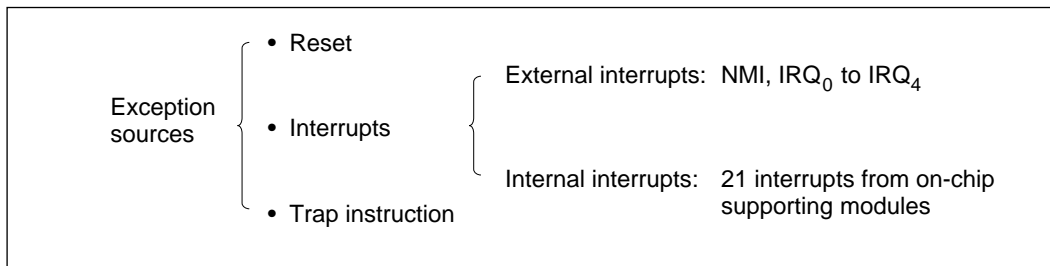 • Reset
External interrupts: NMI, IRQ0 to IRQ4
Exception
sources
• Interrupts
Internal interrupts: 21 interrupts from on-chip
supporting modules
• Trap instruction